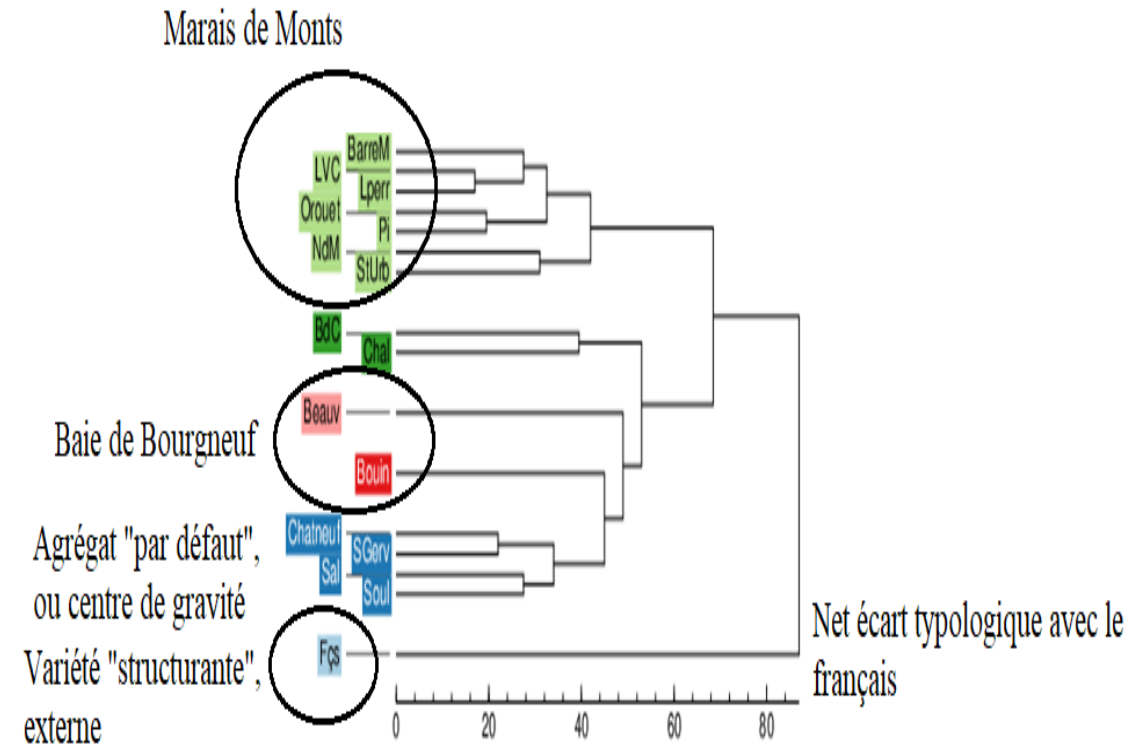 Marais de Monts
BarreM
LVC
Lperr
Orouet
Pi
NdM
StUrb
BdC
Chal
Beauv
Baie de Bourgneuf
Bouin
Chatneuf
Agrégat "par défaut",
SGerv
Sal
Soul
ou centre de gravité
Net écart typologique avec le
français
Fçs
Variété "structurante",
externe
0 20 40 60 80